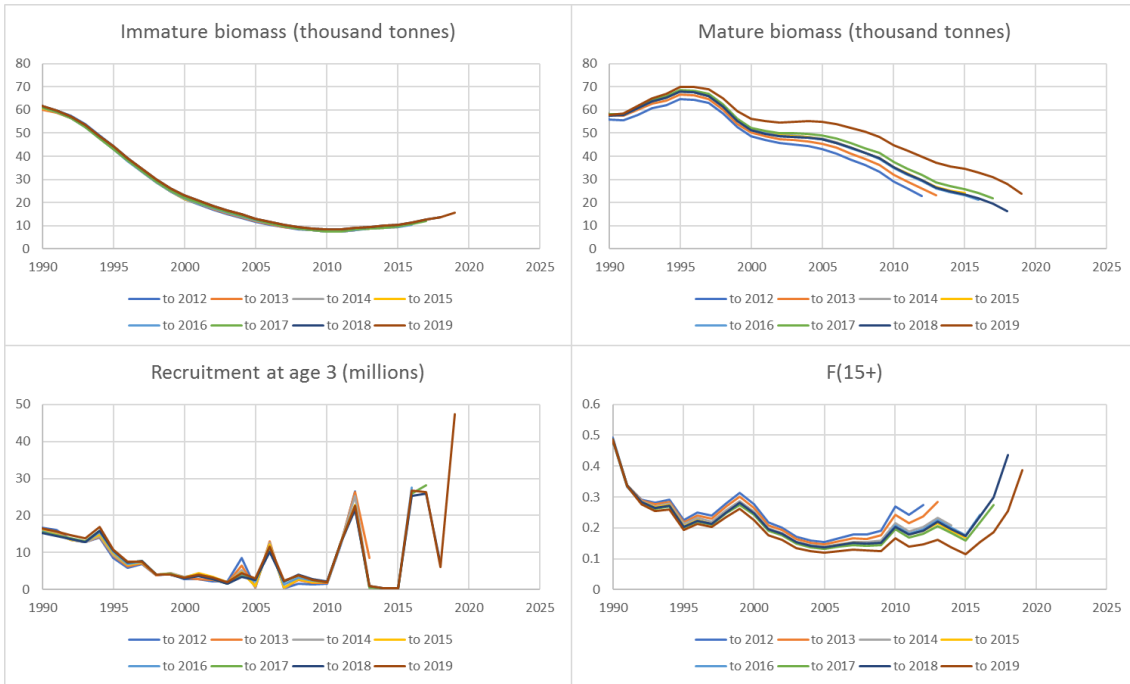 Immature biomass (thousand tonnes)
80
70
60
50
40
30
20
10
0
1990 1995 2000 2005 2010 2015 2020 2025
to 2012 to 2013 to 2014 to 2015
to 2016 to 2017 to 2018 to 2019
Mature biomass (thousand tonnes)
80
70
60
50
40
30
20
10
0
1990 1995 2000 2005 2010 2015 2020 2025
to 2012 to 2013 to 2014 to 2015
to 2016 to 2017 to 2018 to 2019
Recruitment at age 3 (millions)
50
40
30
20
10
0
1990 1995 2000 2005 2010 2015 2020 2025
to 2012 to 2013 to 2014 to 2015
to 2016 to 2017 to 2018 to 2019
F(15+)
0.6
0.5
0.4
0.3
0.2
0.1
0
1990 1995 2000 2005 2010 2015 2020 2025
to 2012 to 2013 to 2014 to 2015
to 2016 to 2017 to 2018 to 2019